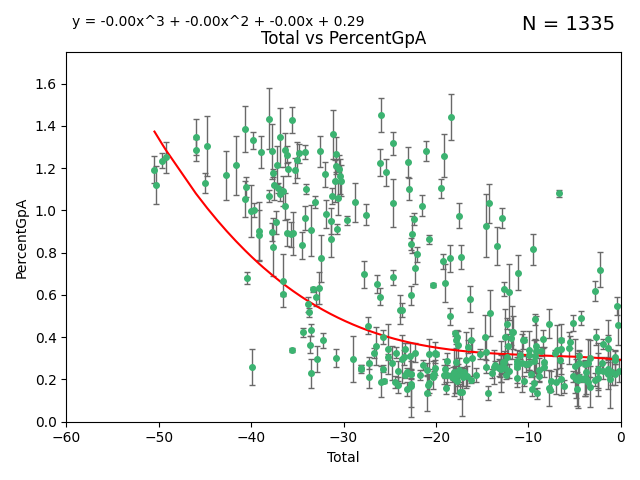 y = -0.00x^3 + -0.00x^2 + -0.00x + 0.29
N = 1335
Total vs PercentGpA
PercentGpA
1.6
1.4
1.2
1.0
0.8
0.6
0.4
0.2
0.0
−60 −50 −40 −30 −20 −10 0
Total